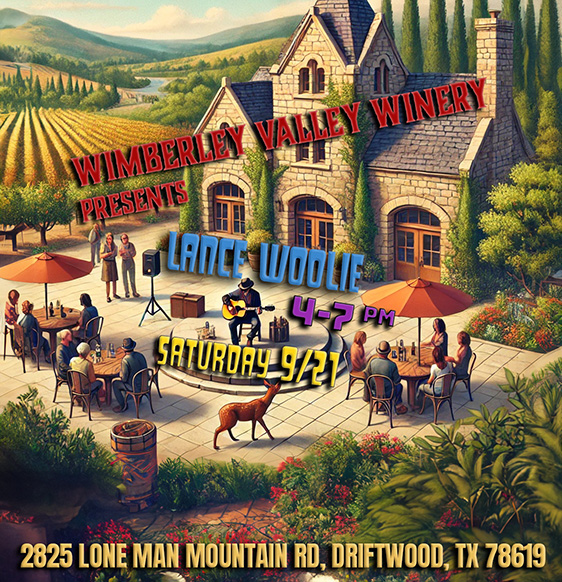 WIMBERLEY VALLEY WINERY
PRESENTS
LANCE WOOLIE
4-7 PM
SATURDAY 9/21
2825 LONE MAN MOUNTAIN RD, DRIFTWOOD, TX 78619